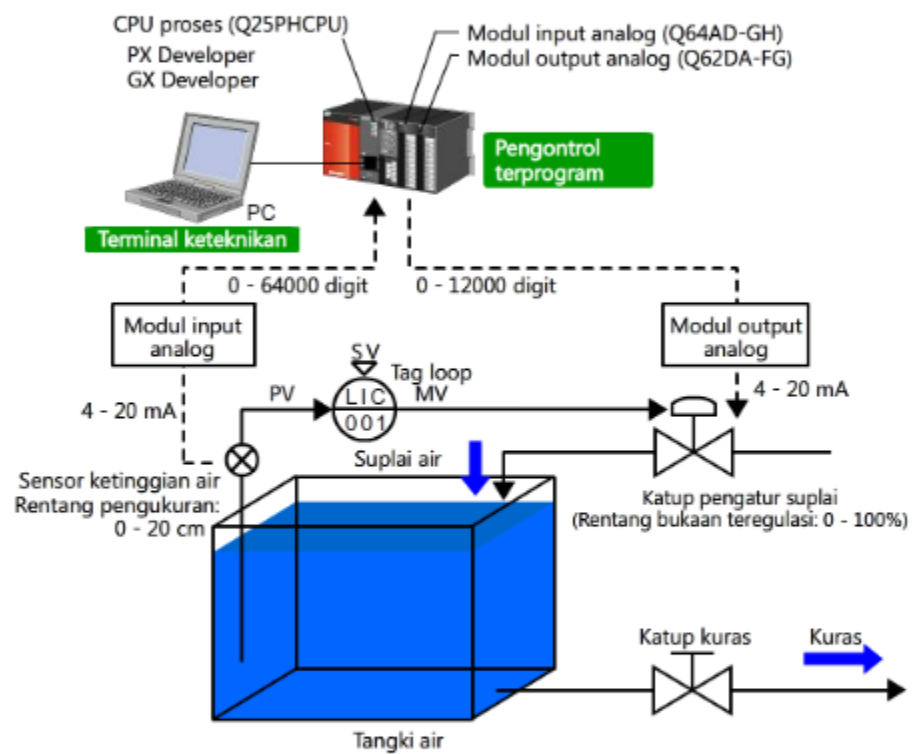 CPU proses (Q25PHCPU)
PX Developer
GX Developer
Modul input analog (Q64AD-GH)
Modul output analog (Q62DA-FG)
Pengontrol
terprogram
PC
Terminal keteknikan
0 - 64000 digit
0 - 12000 digit
Modul input
analog
Modul output
analog
SV
Tag loop
PV
MV
LIC
001
4 - 20 mA
4 - 20 mA
Suplai air
Sensor ketinggian air
Rentang pengukuran:
0 - 20 cm
Katup pengatur suplai
(Rentang bukaan teregulasi: 0 - 100%)
Katup kuras
Kuras
Tangki air